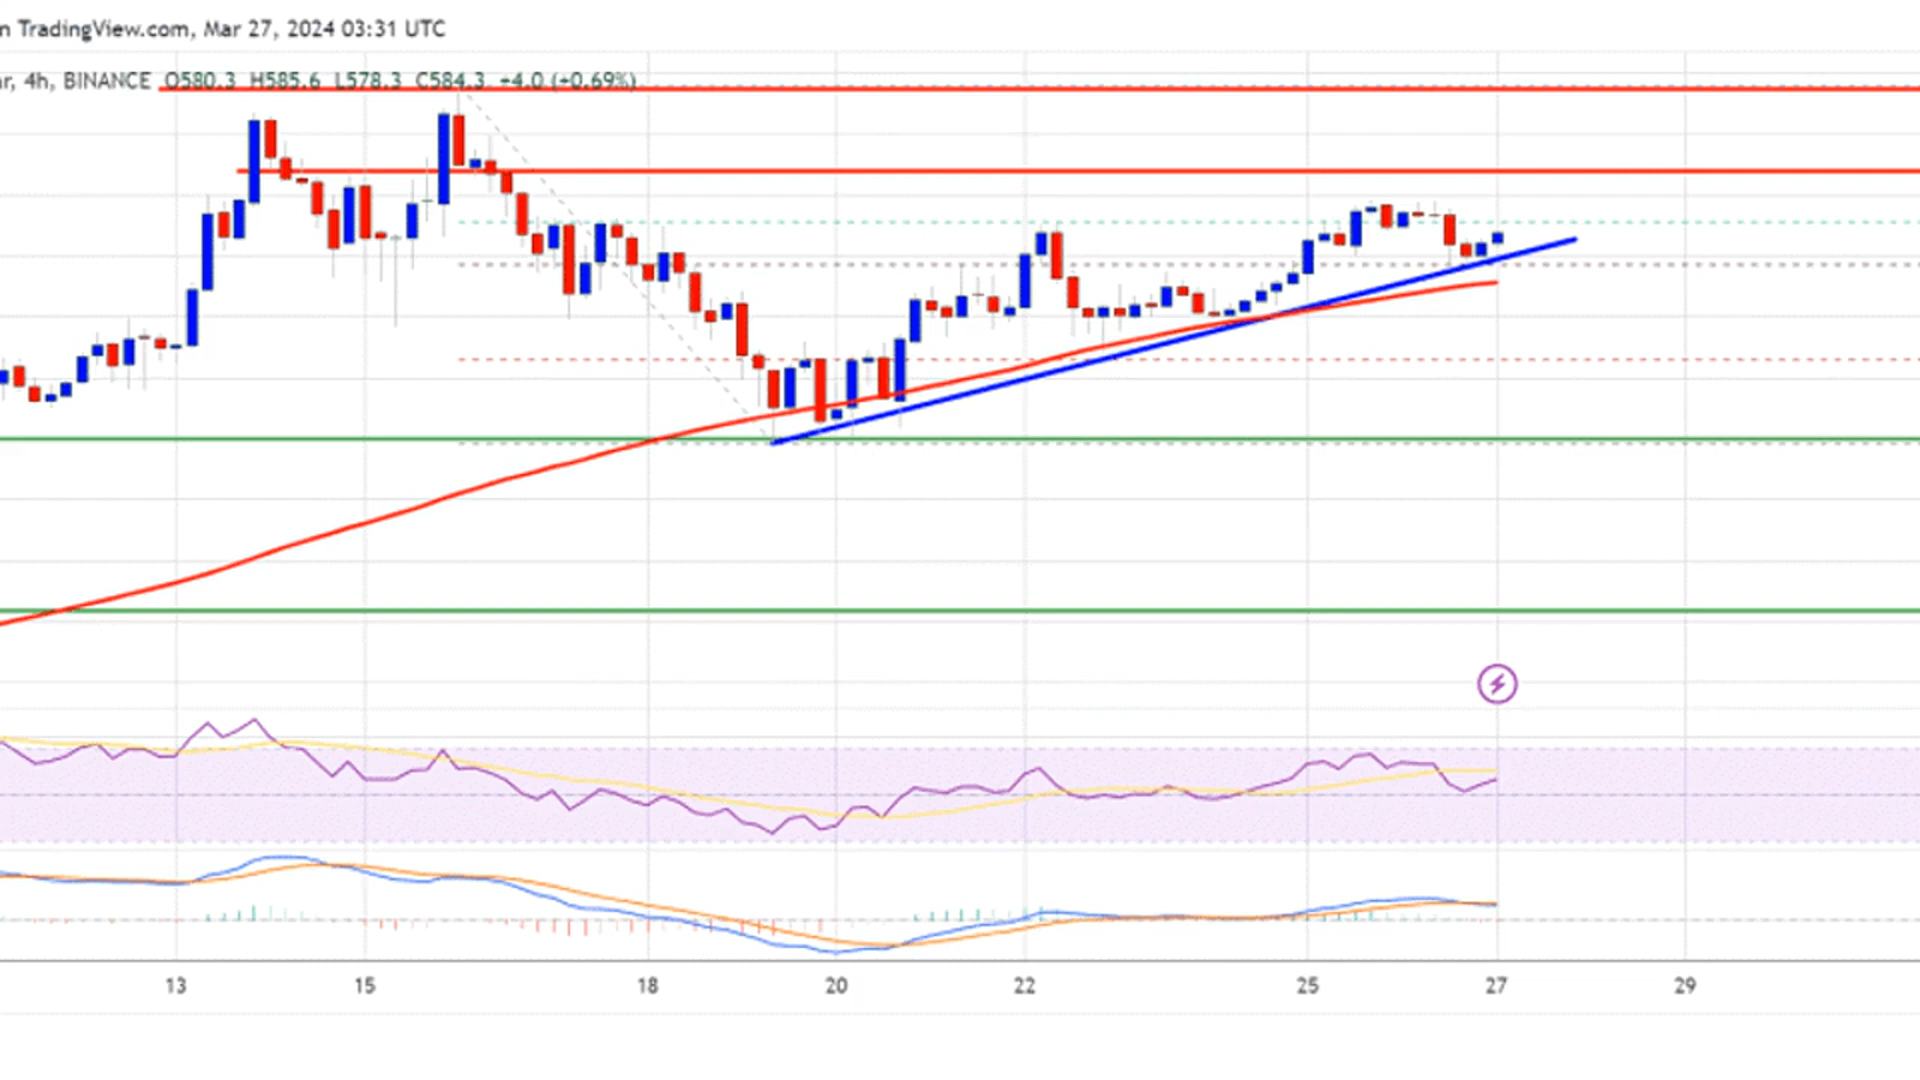 TradingView.com, Mar 27, 2024 03:31 UTC
4h, BINANCE O580.3 H585.6 L578.3 C584.3 +4.0 (+0.69%)
13 15 18 20 22 25 27 29